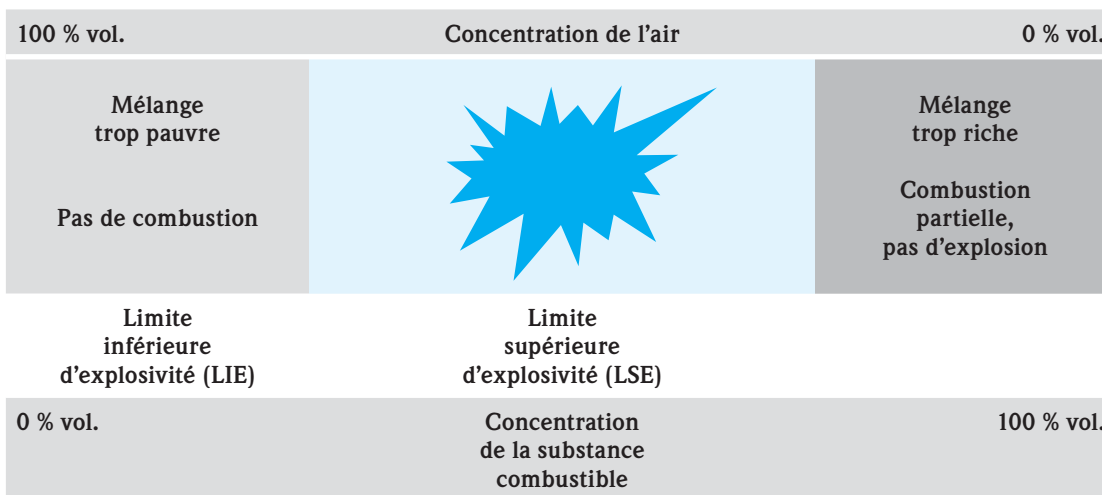 100 % vol. Concentration de l’air 0 % vol.
Mélange
trop pauvre
Pas de combustion
Mélange
trop riche
Combustion
partielle,
pas d’explosion
Limite
inférieure
d’explosivité (LIE)
Limite
supérieure
d’explosivité (LSE)
0 % vol. Concentration 100 % vol.
de la substance
combustible